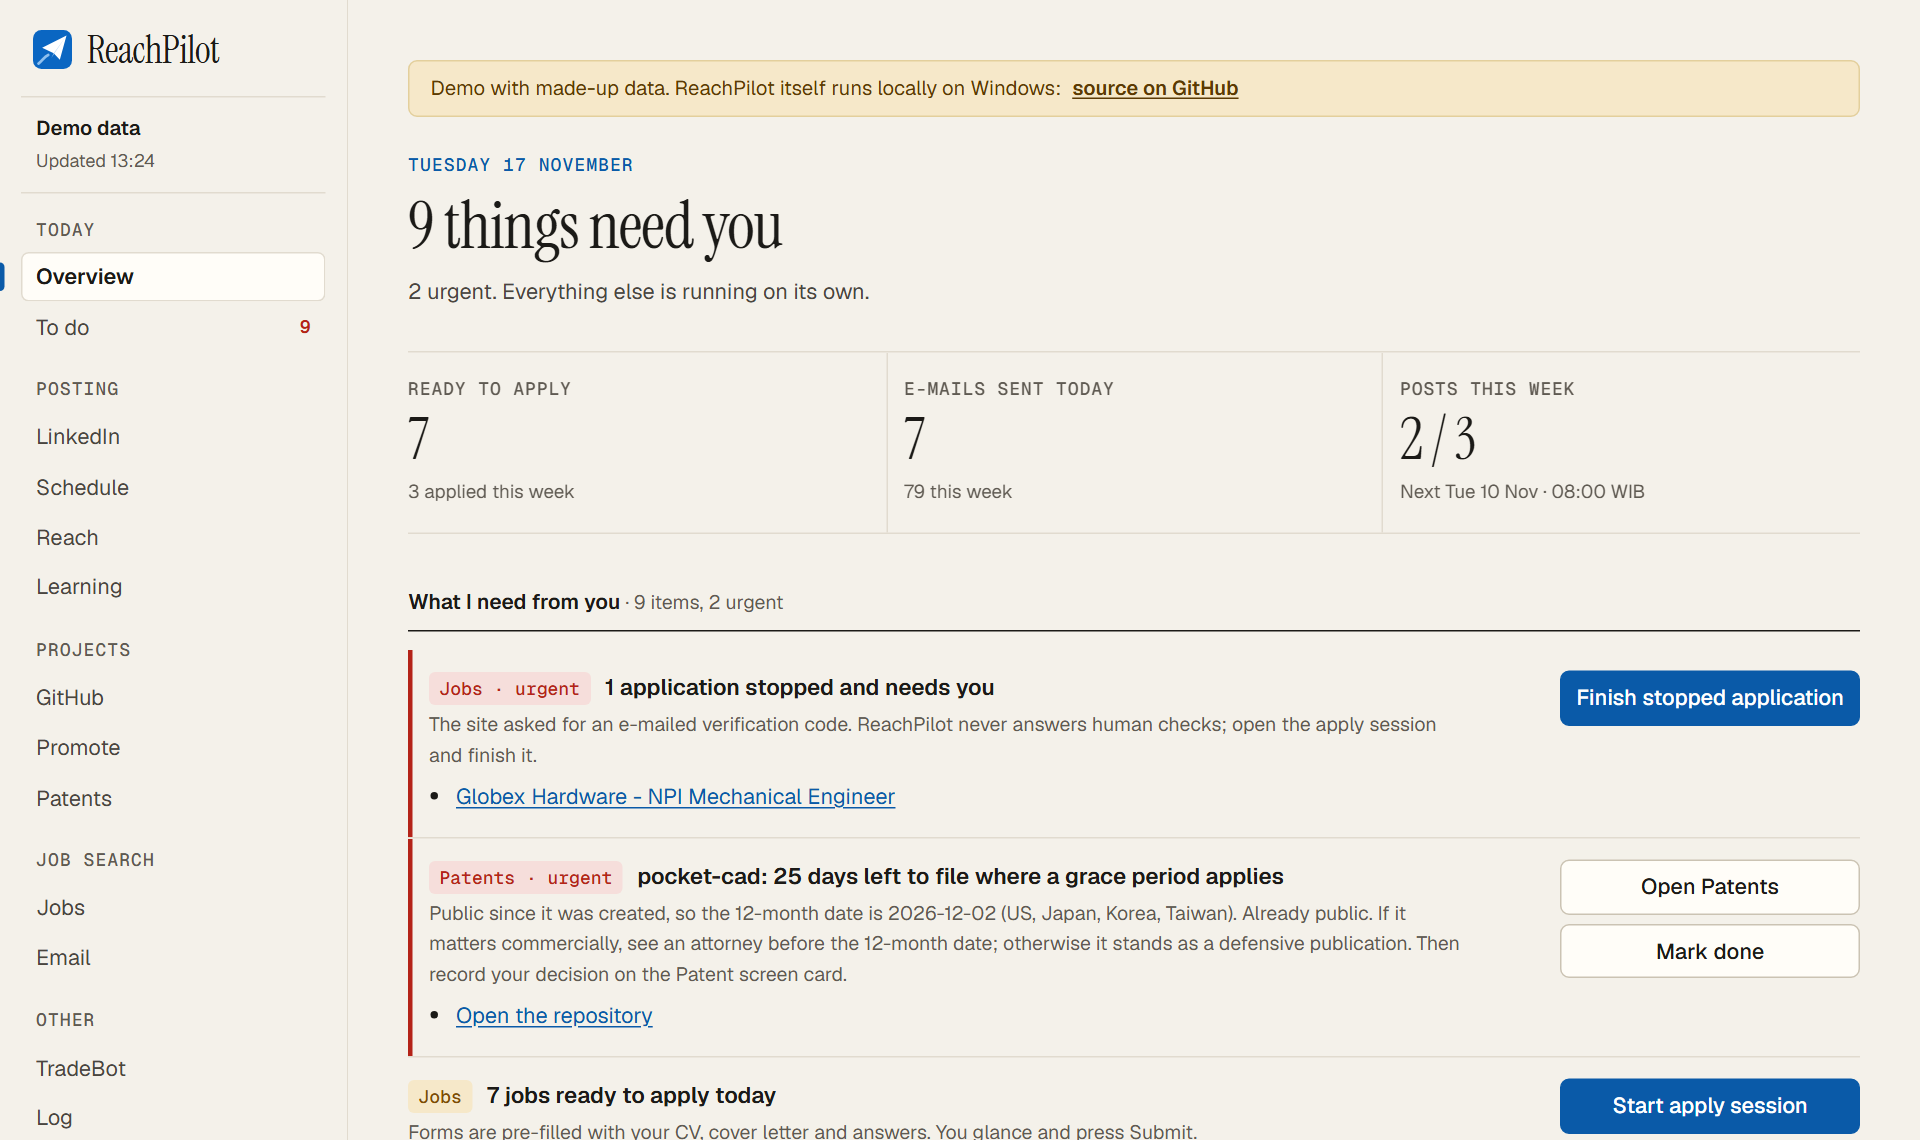 ReachPilot
Demo data
Updated 13:24
TODAY
Overview
To do 9
POSTING
LinkedIn
Schedule
Reach
Learning
PROJECTS
GitHub
Promote
Patents
JOB SEARCH
Jobs
Email
OTHER
TradeBot
Log
Demo with made-up data. ReachPilot itself runs locally on Windows: source on GitHub
TUESDAY 17 NOVEMBER
9 things need you
2 urgent. Everything else is running on its own.
READY TO APPLY
7
3 applied this week
E-MAILS SENT TODAY
7
79 this week
POSTS THIS WEEK
2/3
Next Tue 10 Nov · 08:00 WIB
What I need from you · 9 items, 2 urgent
Jobs · urgent 1 application stopped and needs you
The site asked for an e-mailed verification code. ReachPilot never answers human checks; open the apply session
and finish it.
• Globex Hardware - NPI Mechanical Engineer
Finish stopped application
Patents · urgent pocket-cad: 25 days left to file where a grace period applies
Public since it was created, so the 12-month date is 2026-12-02 (US, Japan, Korea, Taiwan). Already public. If it
matters commercially, see an attorney before the 12-month date; otherwise it stands as a defensive publication. Then
record your decision on the Patent screen card.
• Open the repository
Open Patents
Mark done
Jobs 7 jobs ready to apply today
Forms are pre-filled with your CV, cover letter and answers. You glance and press Submit.
Start apply session